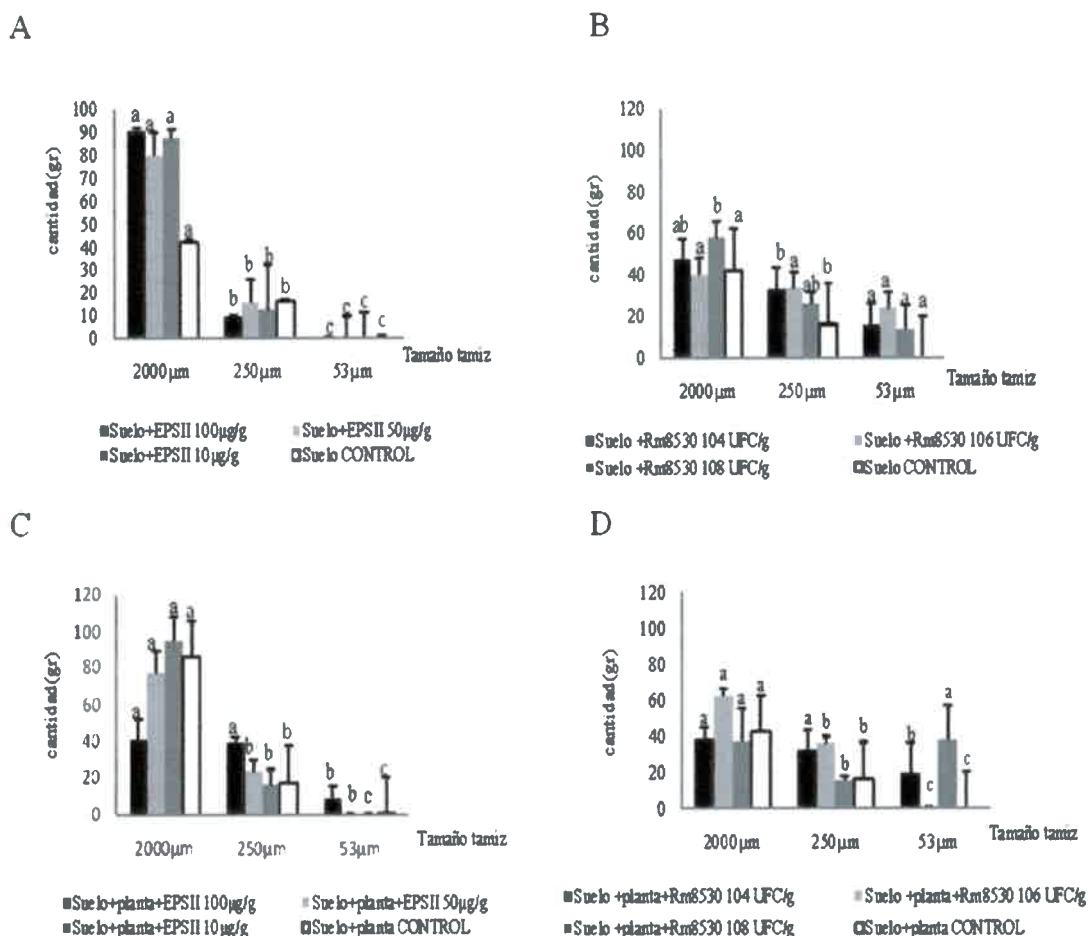 A
cantidad(gr)
100
90
80
70
60
50
40
30
20
10
0
a a a a
b b b b
c c c c
2000µm 250µm 53µm
Tamaño tamiz
Suelo+EPSII 100µg/g Suelo+EPSII 50µg/g
Suelo+EPSII 10µg/g Suelo CONTROL
B
cantidad(gr)
120
100
80
60
40
20
0
ab a b a
b a ab b
a a a a
2000µm 250µm 53µm
Tamaño tamiz
Suelo +Rm8530 104 UFC/g Suelo +Rm8530 106 UFC/g
Suelo +Rm8530 108 UFC/g Suelo CONTROL
C
cantidad(gr)
120
100
80
60
40
20
0
a a a a
a b b b
b b c c
2000µm 250µm 53µm
Tamaño tamiz
Suelo+planta+EPSII 100µg/g Suelo+planta+EPSII 50µg/g
Suelo+planta+EPSII 10µg/g Suelo+planta CONTROL
D
cantidad(gr)
120
100
80
60
40
20
0
a a a a
a b b b
b c a c
2000µm 250µm 53µm
Tamaño tamiz
Suelo +planta+Rm8530 104 UFC/g Suelo +planta+Rm8530 106 UFC/g
Suelo +planta+Rm8530 108 UFC/g Suelo+planta CONTROL